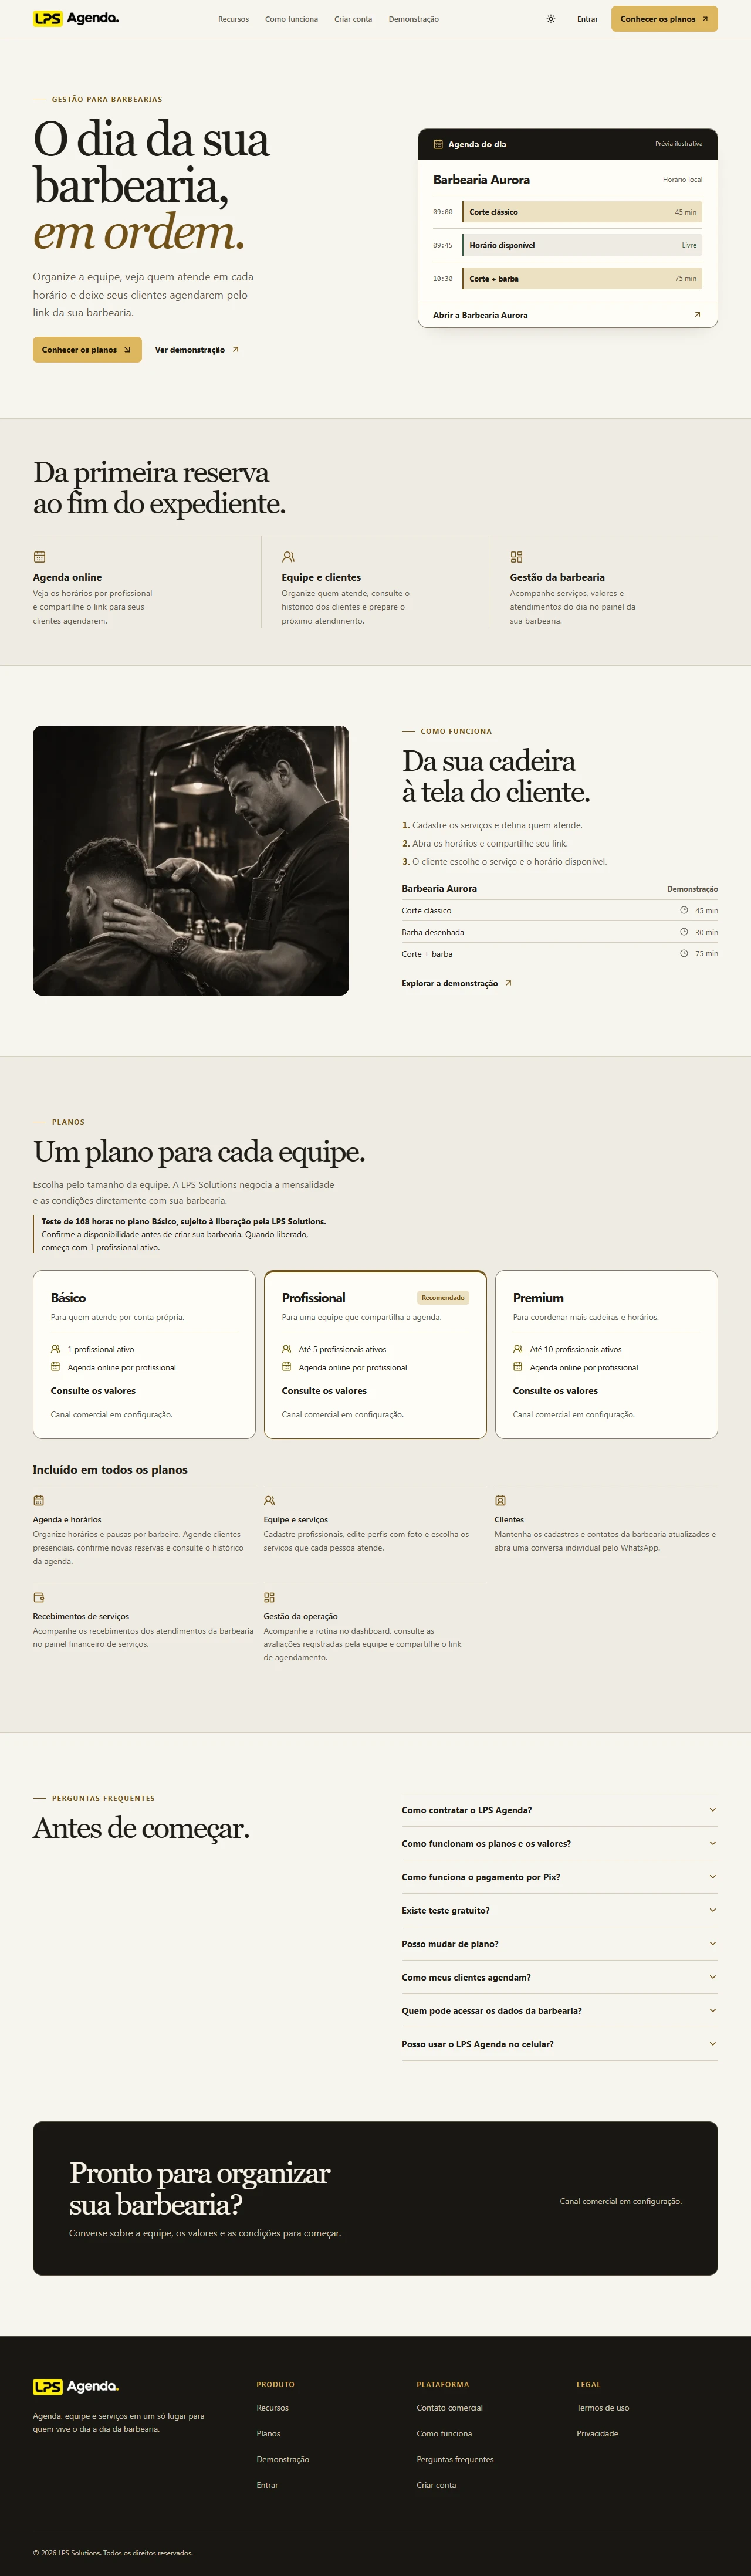 LPS Agenda.
Recursos
Como funciona
Criar conta
Demonstração
Entrar
Conhecer os planos
GESTÃO PARA BARBEARIAS
O dia da sua
barbearia,
em ordem.
Organize a equipe, veja quem atende em cada
horário e deixe seus clientes agendarem pelo
link da sua barbearia.
Conhecer os planos
Ver demonstração
Agenda do dia
Prévia ilustrativa
Barbearia Aurora
Horário local
09:00 Corte clássico 45 min
09:45 Horário disponível Livre
10:30 Corte + barba 75 min
Abrir a Barbearia Aurora
Da primeira reserva
ao fim do expediente.
Agenda online
Veja os horários por profissional
e compartilhe o link para seus
clientes agendarem.
Equipe e clientes
Organize quem atende, consulte o
histórico dos clientes e prepare o
próximo atendimento.
Gestão da barbearia
Acompanhe serviços, valores e
atendimentos do dia no painel da
sua barbearia.
COMO FUNCIONA
Da sua cadeira
à tela do cliente.
1. Cadastre os serviços e defina quem atende.
2. Abra os horários e compartilhe seu link.
3. O cliente escolhe o serviço e o horário disponível.
Barbearia Aurora Demonstração
Corte clássico 45 min
Barba desenhada 30 min
Corte + barba 75 min
Explorar a demonstração
PLANOS
Um plano para cada equipe.
Escolha pelo tamanho da equipe. A LPS Solutions negocia a mensalidade
e as condições diretamente com sua barbearia.
Teste de 168 horas no plano Básico, sujeito à liberação pela LPS Solutions.
Confirme a disponibilidade antes de criar sua barbearia. Quando liberado,
começa com 1 profissional ativo.
Básico
Para quem atende por conta própria.
1 profissional ativo
Agenda online por profissional
Consulte os valores
Canal comercial em configuração.
Profissional
Recomendado
Para uma equipe que compartilha a agenda.
Até 5 profissionais ativos
Agenda online por profissional
Consulte os valores
Canal comercial em configuração.
Premium
Para coordenar mais cadeiras e horários.
Até 10 profissionais ativos
Agenda online por profissional
Consulte os valores
Canal comercial em configuração.
Incluído em todos os planos
Agenda e horários
Organize horários e pausas por barbeiro. Agende clientes
presenciais, confirme novas reservas e consulte o histórico
da agenda.
Equipe e serviços
Cadastre profissionais, edite perfis com foto e escolha os
serviços que cada pessoa atende.
Clientes
Mantenha os cadastros e contatos da barbearia atualizados e
abra uma conversa individual pelo WhatsApp.
Recebimentos de serviços
Acompanhe os recebimentos dos atendimentos da barbearia
no painel financeiro de serviços.
Gestão da operação
Acompanhe a rotina no dashboard, consulte as
avaliações registradas pela equipe e compartilhe o link
de agendamento.
PERGUNTAS FREQUENTES
Antes de começar.
Como contratar o LPS Agenda?
Como funcionam os planos e os valores?
Como funciona o pagamento por Pix?
Existe teste gratuito?
Posso mudar de plano?
Como meus clientes agendam?
Quem pode acessar os dados da barbearia?
Posso usar o LPS Agenda no celular?
Pronto para organizar
sua barbearia?
Converse sobre a equipe, os valores e as condições para começar.
Canal comercial em configuração.
LPS Agenda.
Agenda, equipe e serviços em um só lugar para
quem vive o dia a dia da barbearia.
PRODUTO
Recursos
Planos
Demonstração
Entrar
PLATAFORMA
Contato comercial
Como funciona
Perguntas frequentes
Criar conta
LEGAL
Termos de uso
Privacidade
© 2026 LPS Solutions. Todos os direitos reservados.